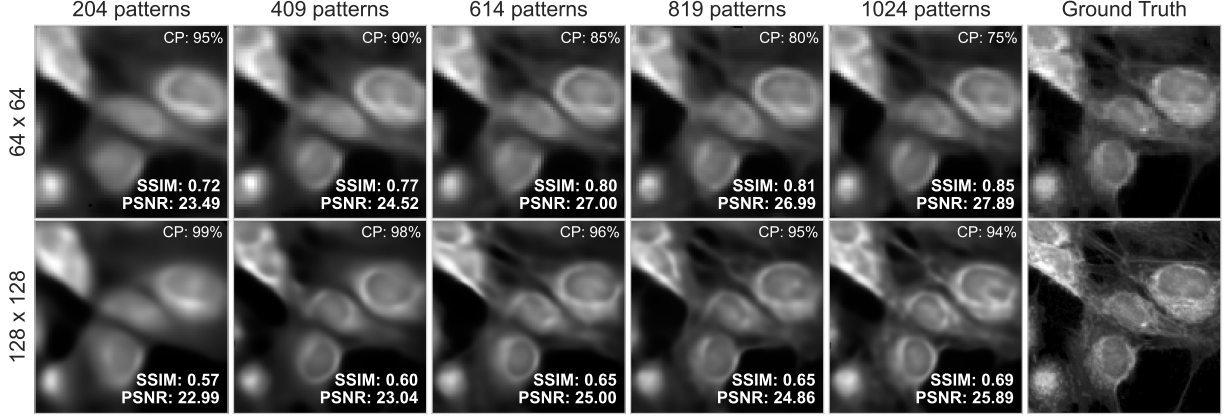 204 patterns 409 patterns 614 patterns 819 patterns 1024 patterns Ground Truth
64 x 64
CP: 95% CP: 90% CP: 85% CP: 80% CP: 75%
SSIM: 0.72 SSIM: 0.77 SSIM: 0.80 SSIM: 0.81 SSIM: 0.85
PSNR: 23.49 PSNR: 24.52 PSNR: 27.00 PSNR: 26.99 PSNR: 27.89
128 x 128
CP: 99% CP: 98% CP: 96% CP: 95% CP: 94%
SSIM: 0.57 SSIM: 0.60 SSIM: 0.65 SSIM: 0.65 SSIM: 0.69
PSNR: 22.99 PSNR: 23.04 PSNR: 25.00 PSNR: 24.86 PSNR: 25.89